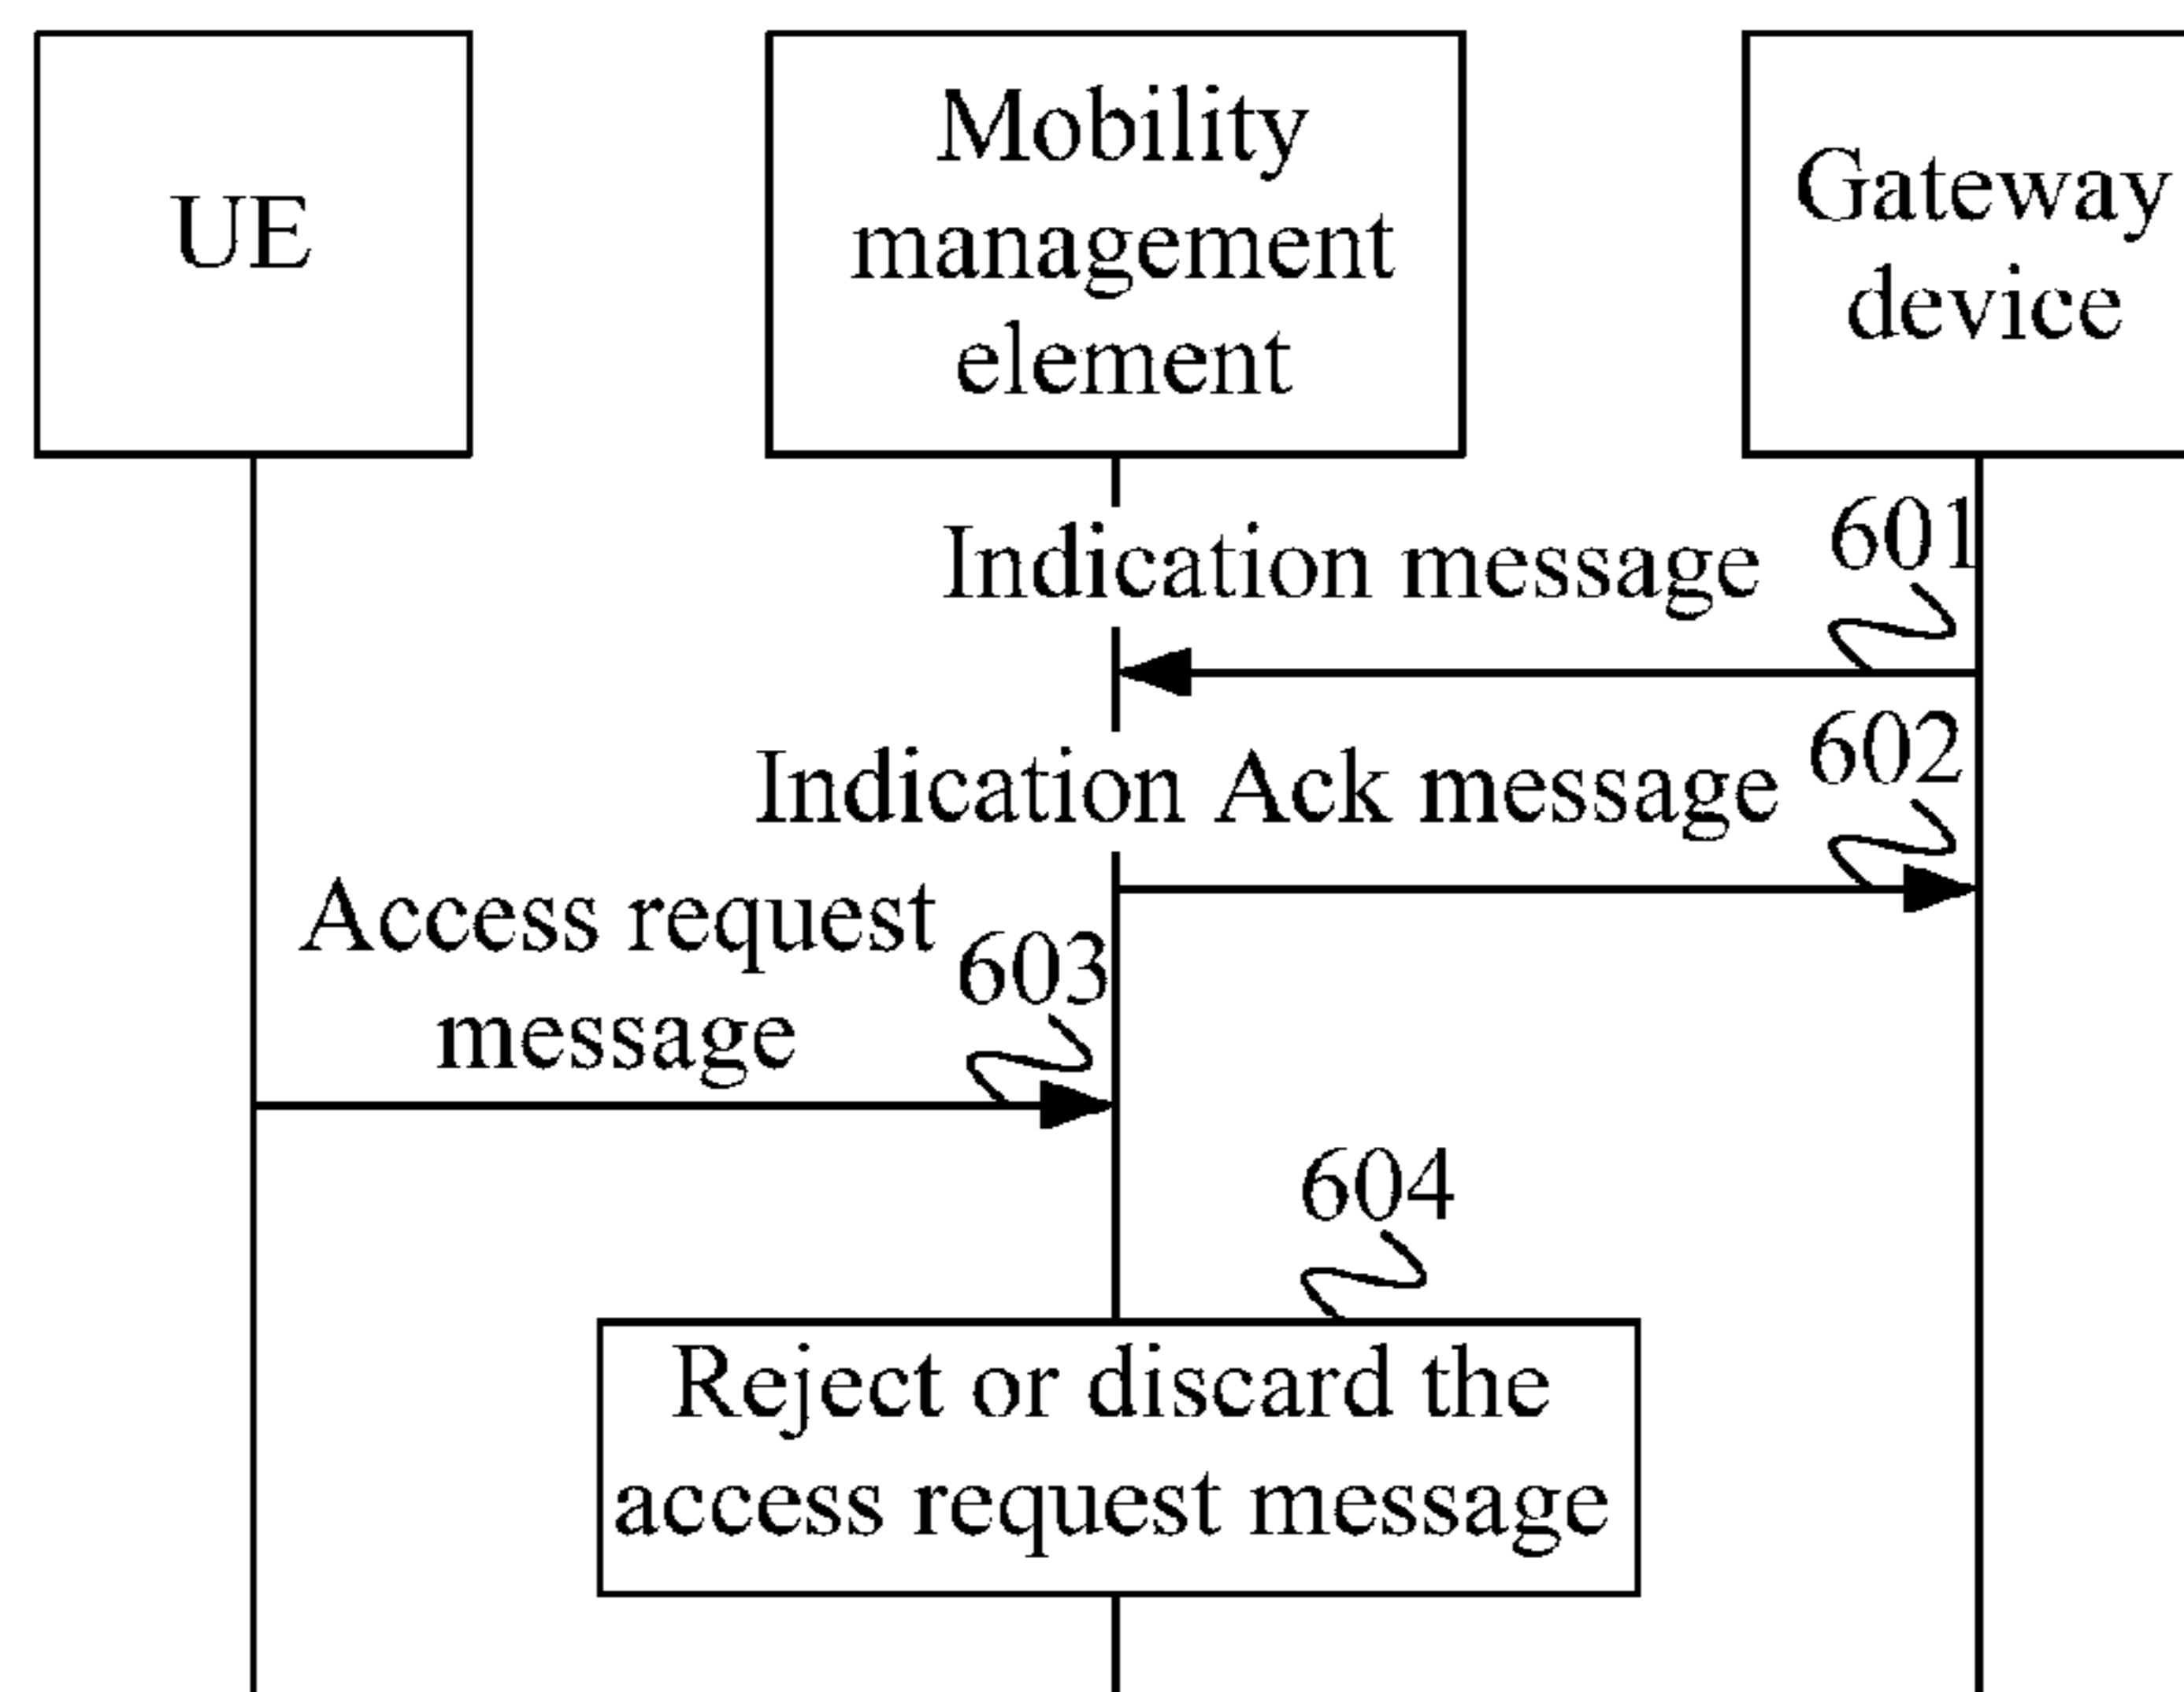 UE
Mobility
management
element
Gateway
device
Indication message
601
Indication Ack message
602
Access request
message
603
604
Reject or discard the
access request message